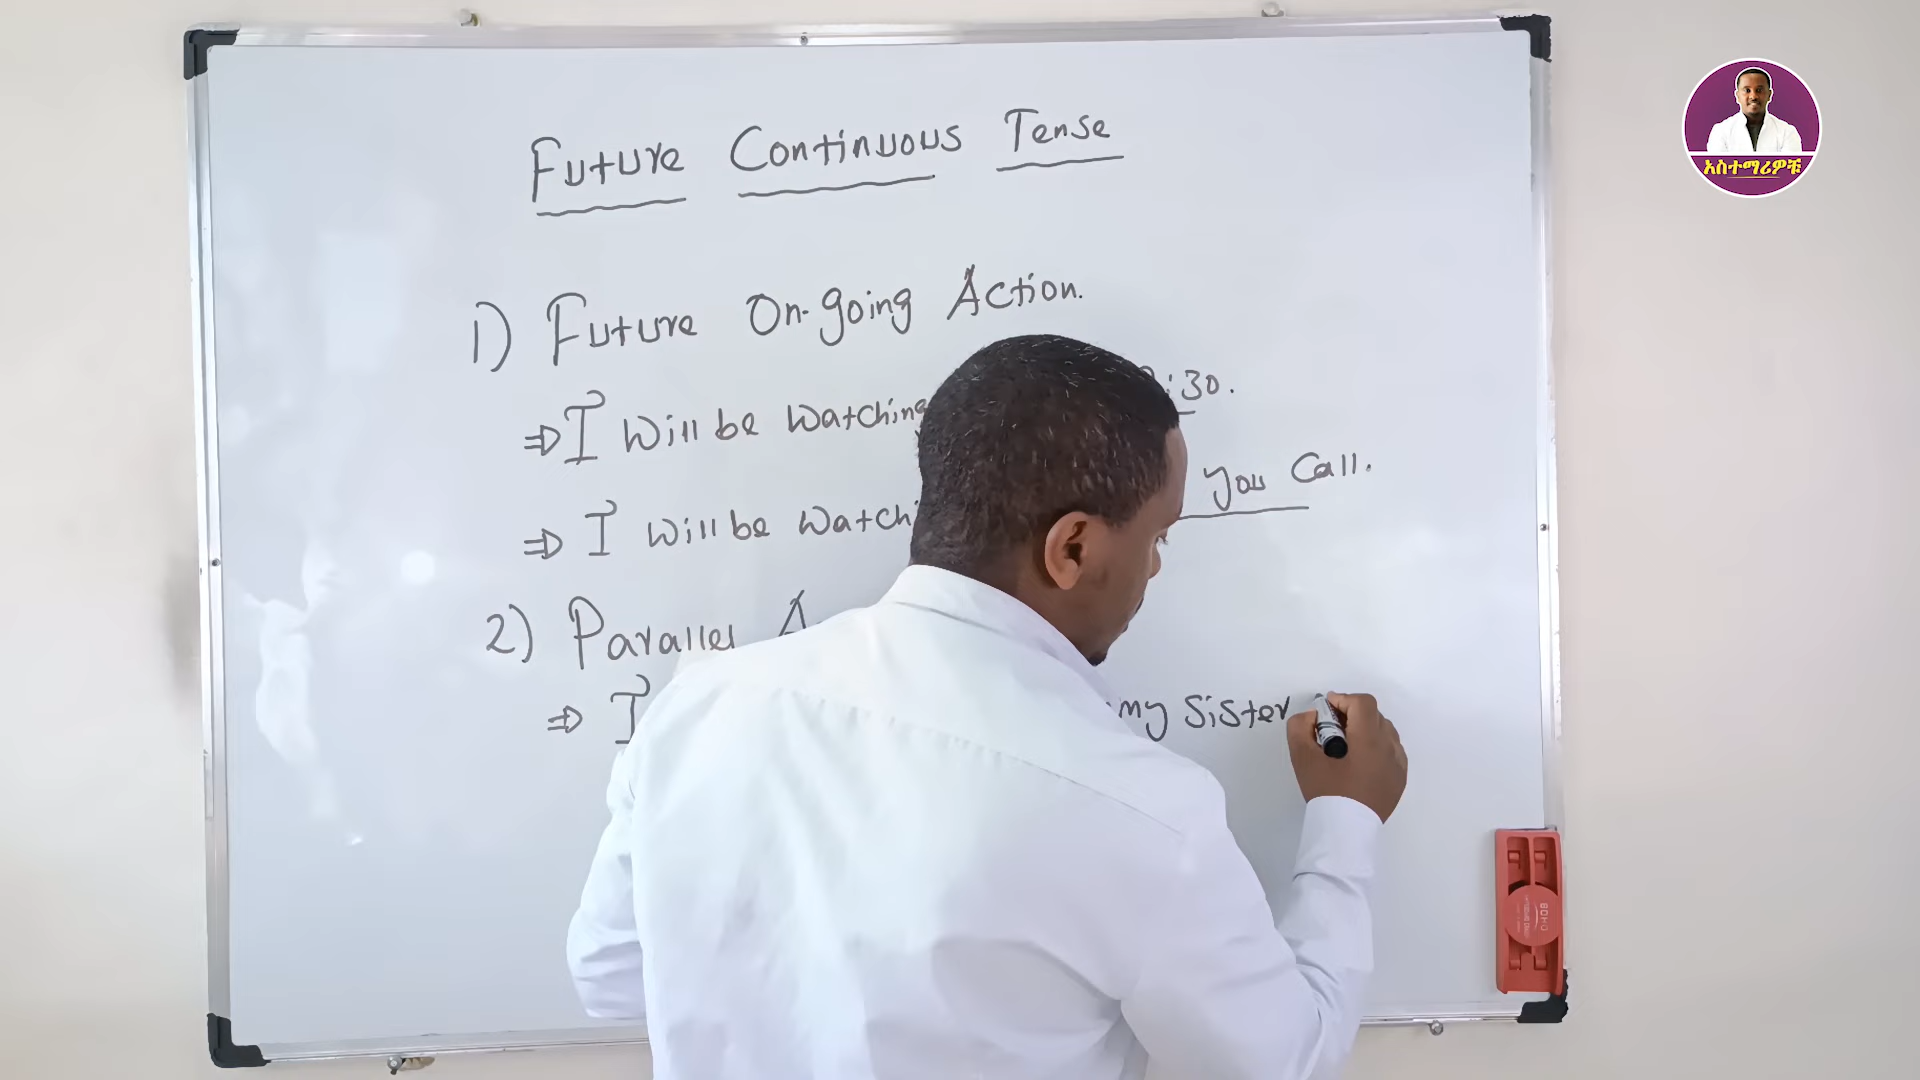 Future Continuous Tense
1) Future On-going Action.
⇒ I will be watching :30.
⇒ I will be you Call.
2) Parallel
⇒ I my Sister
አስተማሪዎቹ